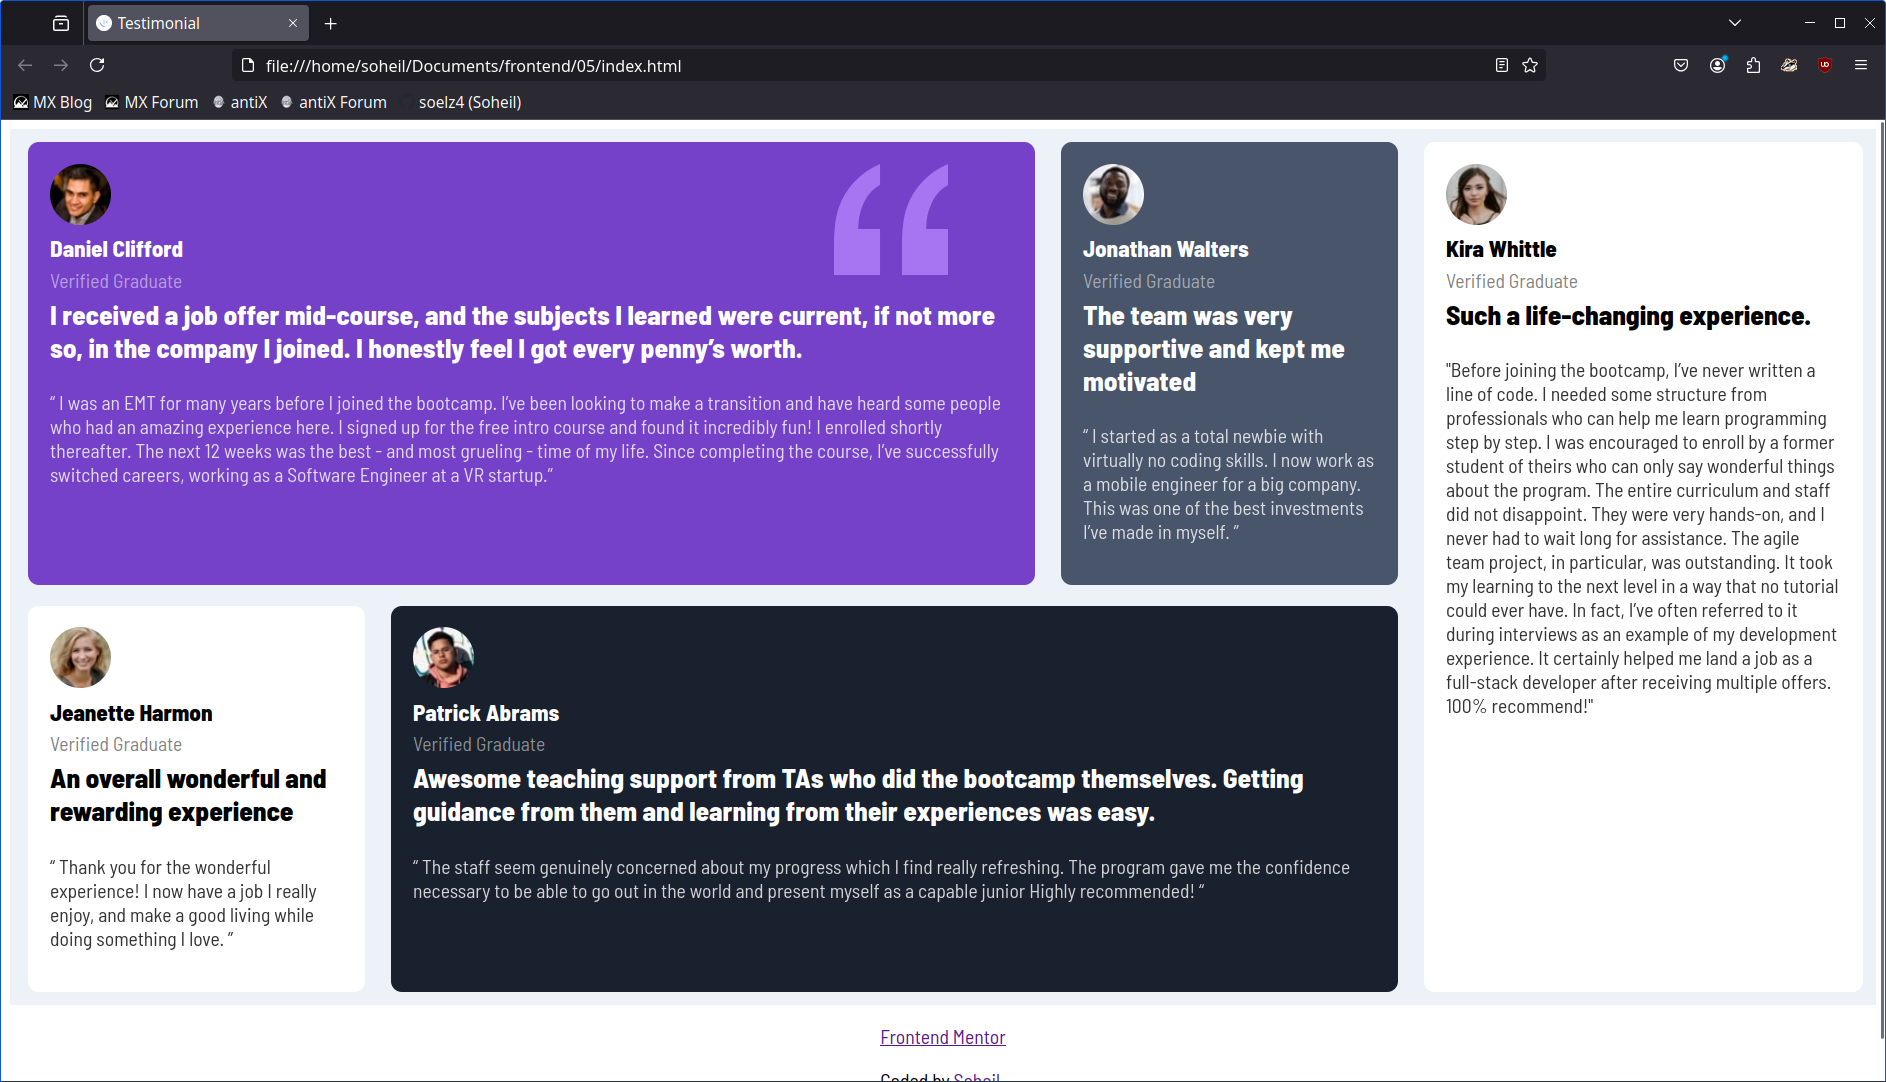 Testimonial
file:///home/soheil/Documents/frontend/05/index.html
MX Blog MX Forum antiX antiX Forum soelz4 (Soheil)
Daniel Clifford
Verified Graduate
I received a job offer mid-course, and the subjects I learned were current, if not more
so, in the company I joined. I honestly feel I got every penny’s worth.
“ I was an EMT for many years before I joined the bootcamp. I’ve been looking to make a transition and have heard some people
who had an amazing experience here. I signed up for the free intro course and found it incredibly fun! I enrolled shortly
thereafter. The next 12 weeks was the best - and most grueling - time of my life. Since completing the course, I’ve successfully
switched careers, working as a Software Engineer at a VR startup.”
Jonathan Walters
Verified Graduate
The team was very
supportive and kept me
motivated
“ I started as a total newbie with
virtually no coding skills. I now work as
a mobile engineer for a big company.
This was one of the best investments
I’ve made in myself. ”
Kira Whittle
Verified Graduate
Such a life-changing experience.
"Before joining the bootcamp, I’ve never written a
line of code. I needed some structure from
professionals who can help me learn programming
step by step. I was encouraged to enroll by a former
student of theirs who can only say wonderful things
about the program. The entire curriculum and staff
did not disappoint. They were very hands-on, and I
never had to wait long for assistance. The agile
team project, in particular, was outstanding. It took
my learning to the next level in a way that no tutorial
could ever have. In fact, I’ve often referred to it
during interviews as an example of my development
experience. It certainly helped me land a job as a
full-stack developer after receiving multiple offers.
100% recommend!"
Jeanette Harmon
Verified Graduate
An overall wonderful and
rewarding experience
“ Thank you for the wonderful
experience! I now have a job I really
enjoy, and make a good living while
doing something I love. ”
Patrick Abrams
Verified Graduate
Awesome teaching support from TAs who did the bootcamp themselves. Getting
guidance from them and learning from their experiences was easy.
“ The staff seem genuinely concerned about my progress which I find really refreshing. The program gave me the confidence
necessary to be able to go out in the world and present myself as a capable junior Highly recommended! “
Frontend Mentor
Coded by Soheil